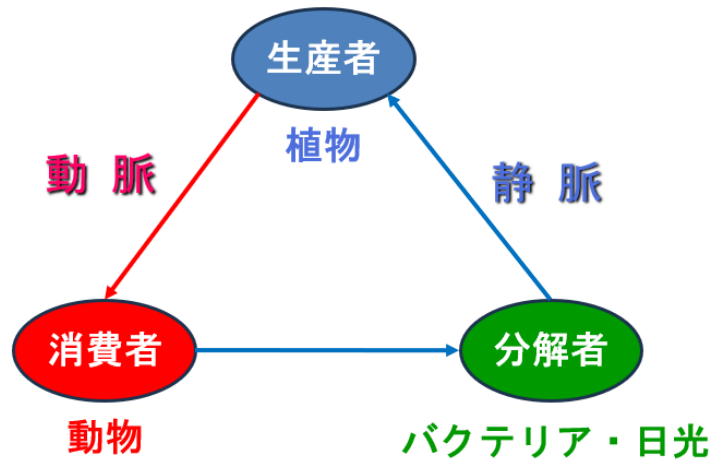 生産者
植物
動 脈
静 脈
消費者
分解者
動物
バクテリア・日光